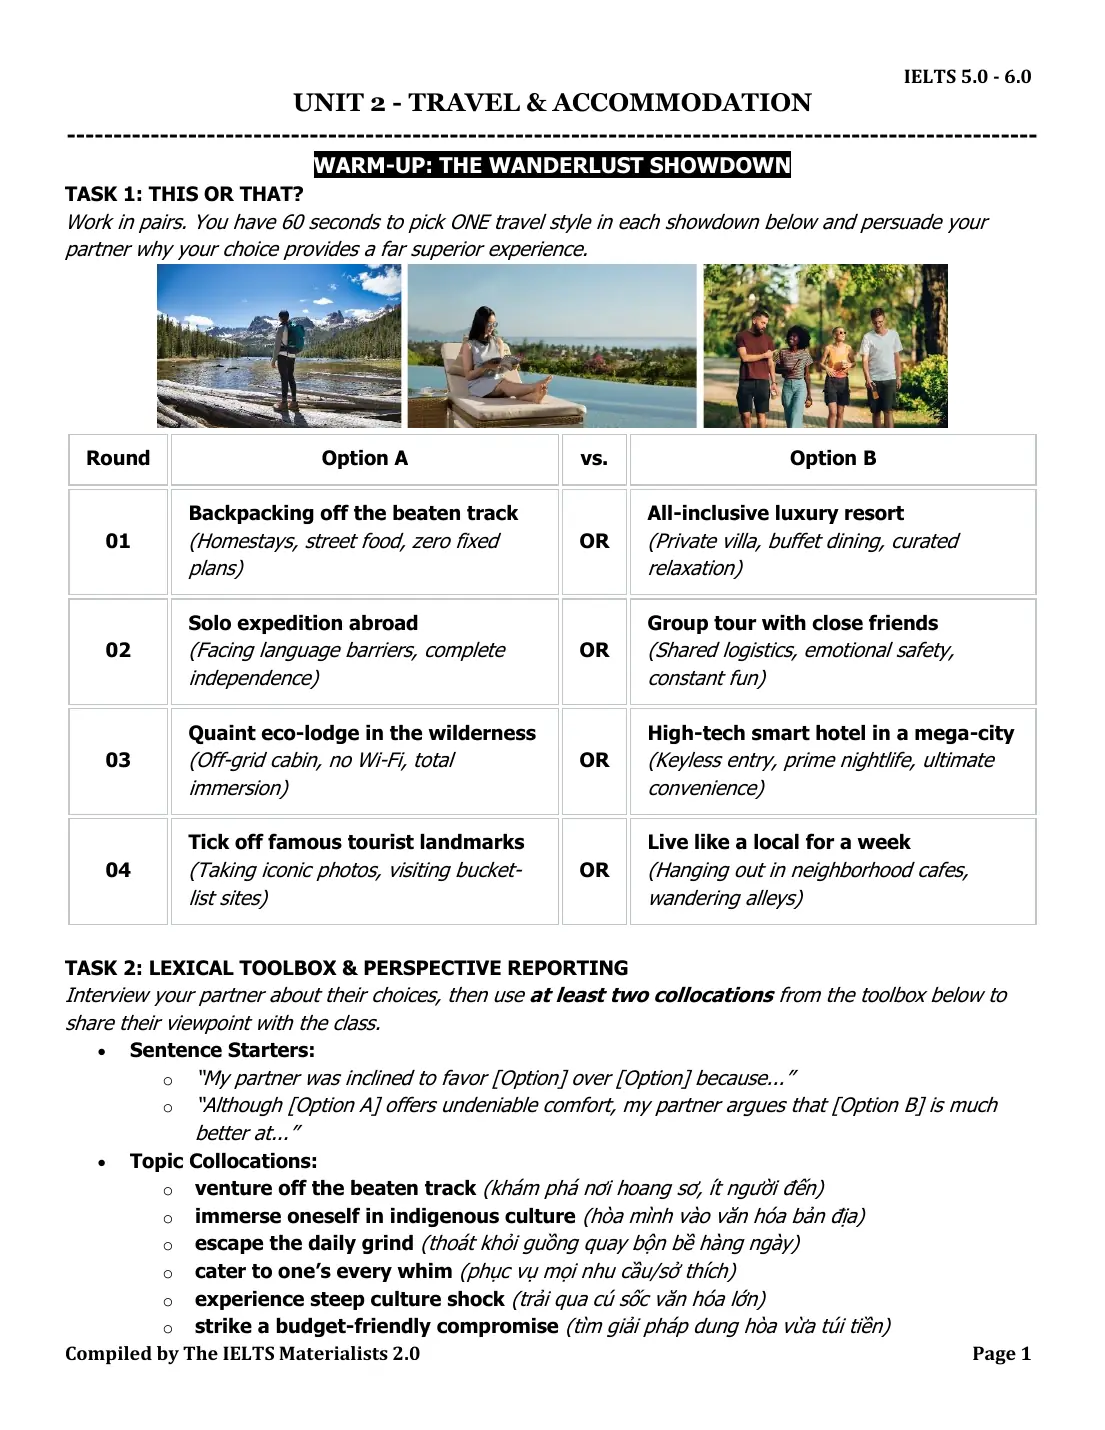 IELTS 5.0 - 6.0
UNIT 2 - TRAVEL & ACCOMMODATION
WARM-UP: THE WANDERLUST SHOWDOWN
TASK 1: THIS OR THAT?
Work in pairs. You have 60 seconds to pick ONE travel style in each showdown below and persuade your
partner why your choice provides a far superior experience.
Round Option A vs. Option B
01 Backpacking off the beaten track (Homestays, street food, zero fixed plans) OR All-inclusive luxury resort (Private villa, buffet dining, curated relaxation)
02 Solo expedition abroad (Facing language barriers, complete independence) OR Group tour with close friends (Shared logistics, emotional safety, constant fun)
03 Quaint eco-lodge in the wilderness (Off-grid cabin, no Wi-Fi, total immersion) OR High-tech smart hotel in a mega-city (Keyless entry, prime nightlife, ultimate convenience)
04 Tick off famous tourist landmarks (Taking iconic photos, visiting bucket-list sites) OR Live like a local for a week (Hanging out in neighborhood cafes, wandering alleys)
TASK 2: LEXICAL TOOLBOX & PERSPECTIVE REPORTING
Interview your partner about their choices, then use at least two collocations from the toolbox below to
share their viewpoint with the class.
• Sentence Starters:
o “My partner was inclined to favor [Option] over [Option] because...”
o “Although [Option A] offers undeniable comfort, my partner argues that [Option B] is much
better at...”
• Topic Collocations:
o venture off the beaten track (khám phá nơi hoang sơ, ít người đến)
o immerse oneself in indigenous culture (hòa mình vào văn hóa bản địa)
o escape the daily grind (thoát khỏi guồng quay bộn bề hàng ngày)
o cater to one’s every whim (phục vụ mọi nhu cầu/sở thích)
o experience steep culture shock (trải qua cú sốc văn hóa lớn)
o strike a budget-friendly compromise (tìm giải pháp dung hòa vừa túi tiền)
Compiled by The IELTS Materialists 2.0 Page 1